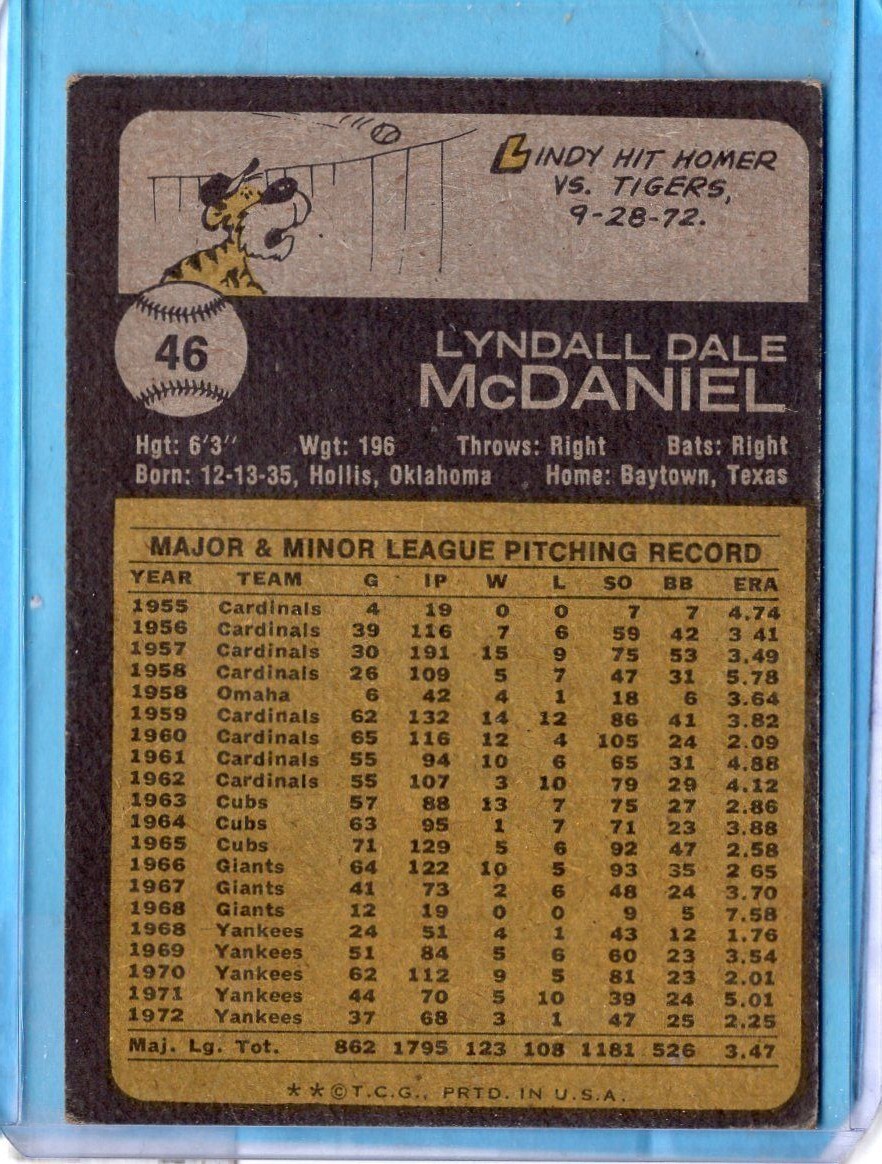 LINDY HIT HOMER
VS. TIGERS,
9-28-72.
46
LYNDALL DALE
McDANIEL
Hgt: 6'3" Wgt: 196 Throws: Right Bats: Right
Born: 12-13-35, Hollis, Oklahoma Home: Baytown, Texas
MAJOR & MINOR LEAGUE PITCHING RECORD
YEAR TEAM G IP W L SO BB ERA
1955 Cardinals 4 19 0 0 7 7 4.74
1956 Cardinals 39 116 7 6 59 42 3 41
1957 Cardinals 30 191 15 9 75 53 3.49
1958 Cardinals 26 109 5 7 47 31 5.78
1958 Omaha 6 42 4 1 18 6 3.64
1959 Cardinals 62 132 14 12 86 41 3.82
1960 Cardinals 65 116 12 4 105 24 2.09
1961 Cardinals 55 94 10 6 65 31 4.88
1962 Cardinals 55 107 3 10 79 29 4.12
1963 Cubs 57 88 13 7 75 27 2.86
1964 Cubs 63 95 1 7 71 23 3.88
1965 Cubs 71 129 5 6 92 47 2.58
1966 Giants 64 122 10 5 93 35 2 65
1967 Giants 41 73 2 6 48 24 3.70
1968 Giants 12 19 0 0 9 5 7.58
1968 Yankees 24 51 4 1 43 12 1.76
1969 Yankees 51 84 5 6 60 23 3.54
1970 Yankees 62 112 9 5 81 23 2.01
1971 Yankees 44 70 5 10 39 24 5.01
1972 Yankees 37 68 3 1 47 25 2.25
Maj. Lg. Tot. 862 1795 123 108 1181 526 3.47
**©T.C.G., PRTD. IN U.S.A.